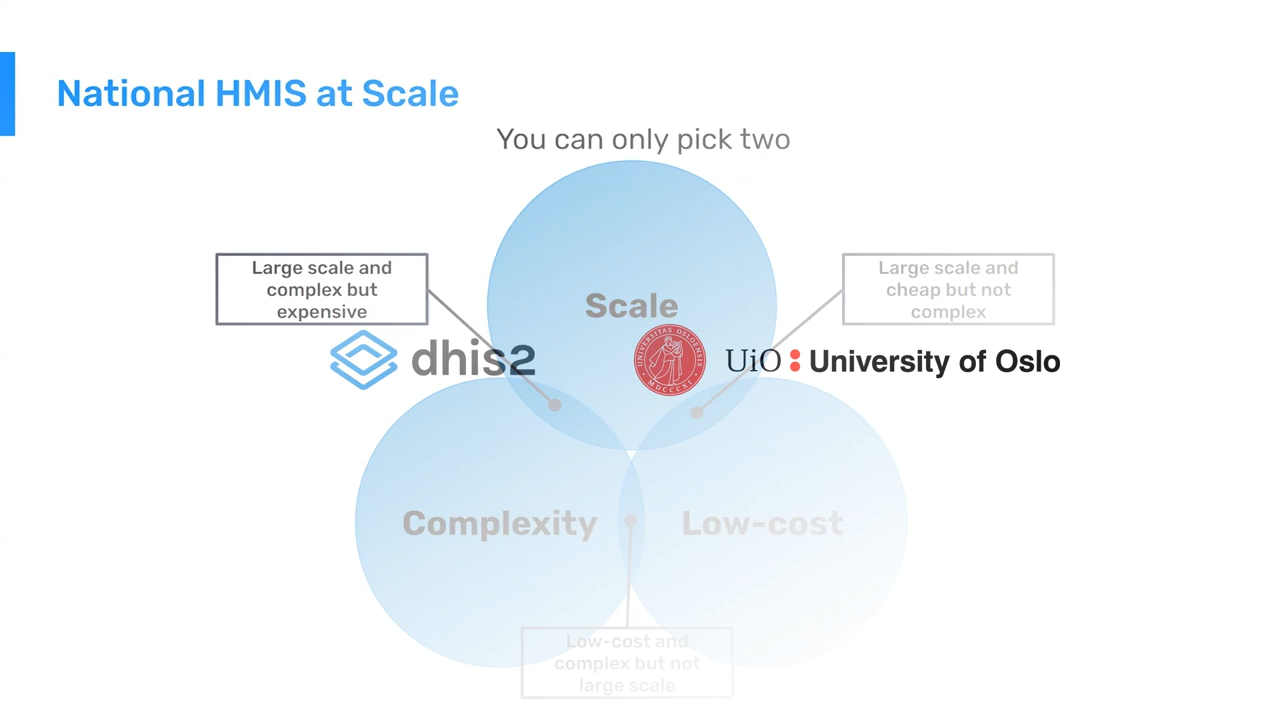 National HMIS at Scale
You can only pick two
Large scale and
complex but
expensive
Large scale and
cheap but not
complex
Scale
dhis2
UNIVERSITAS OSLOENSIS
MDCCCXI
UiO : University of Oslo
Complexity
Low-cost
Low-cost and
complex but not
large scale